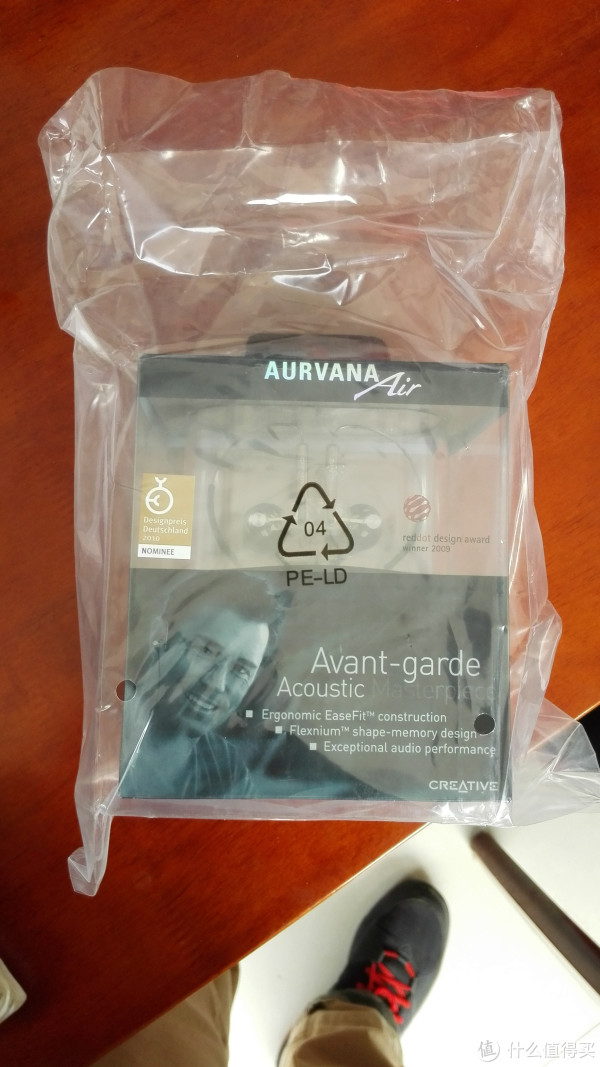 AURVANA Air
Designpreis
Deutschland
2010
NOMINEE
04
PE-LD
reddot design award
winner 2009
Avant-garde
Acoustic Masterpiece
Ergonomic EaseFit™ construction
Flexnium™ shape-memory design
Exceptional audio performance
CREATIVE
值 什么值得买